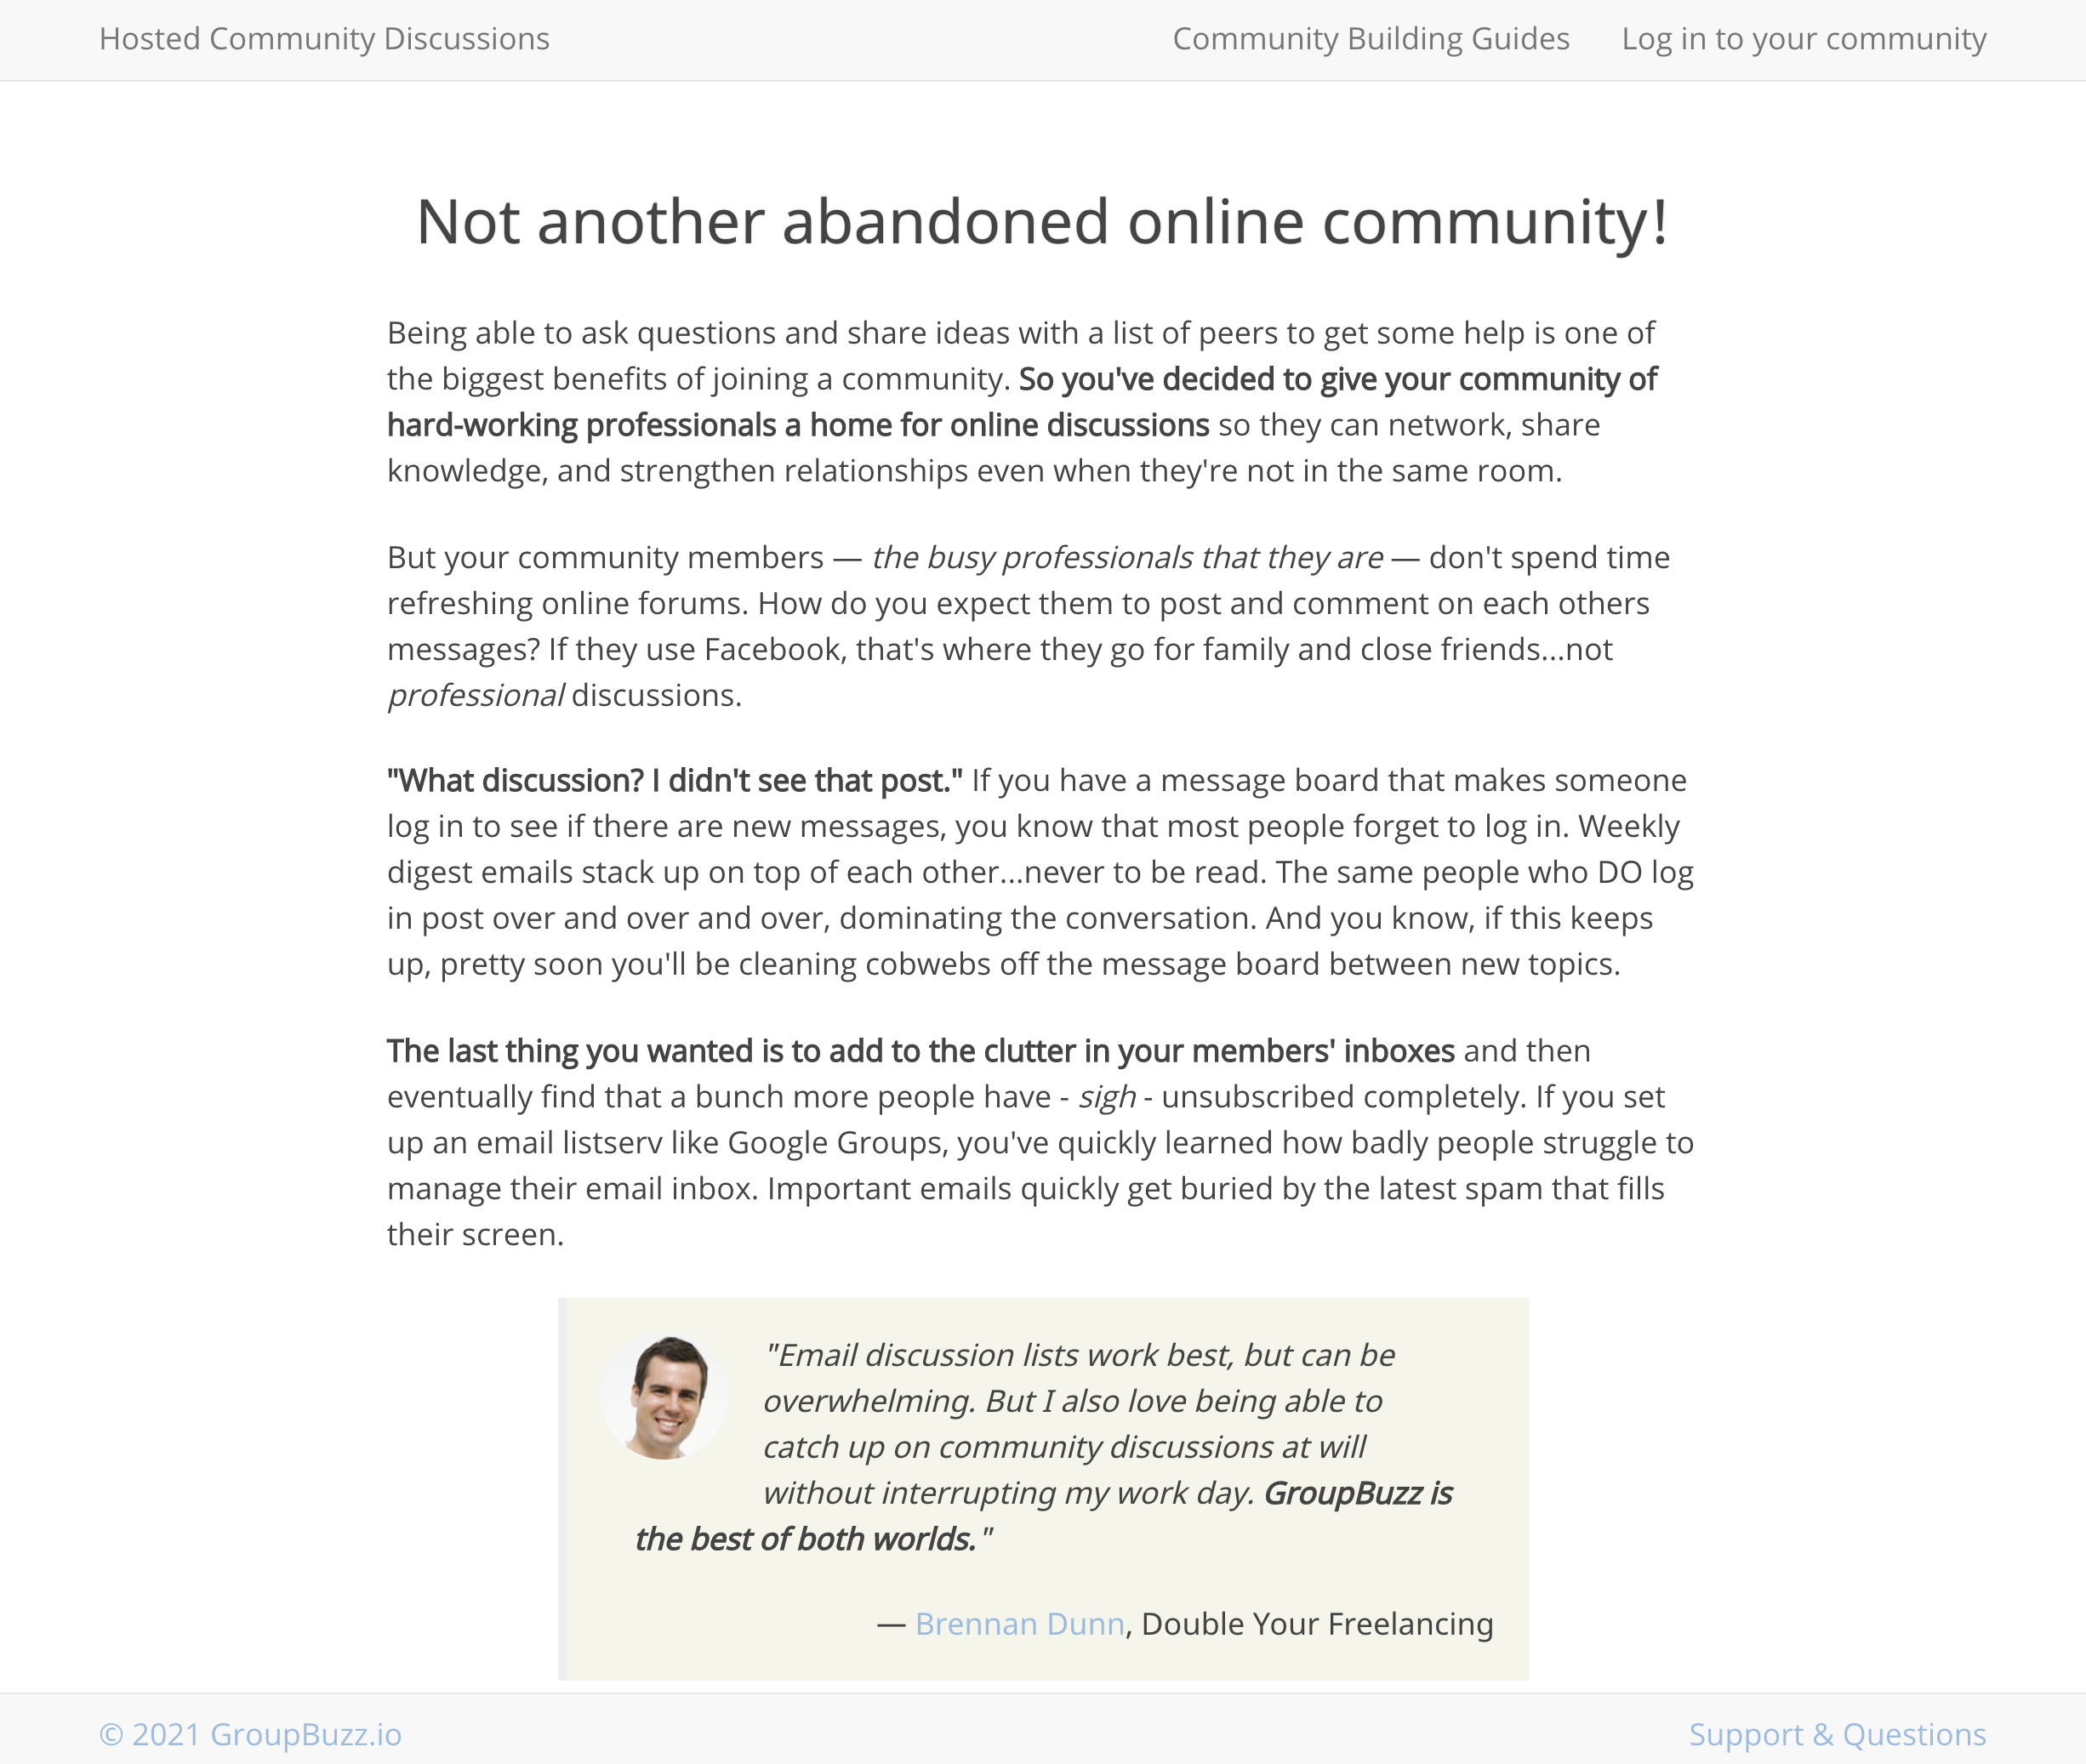 Hosted Community Discussions
Community Building Guides
Log in to your community
Not another abandoned online community!
Being able to ask questions and share ideas with a list of peers to get some help is one of
the biggest benefits of joining a community. So you've decided to give your community of
hard-working professionals a home for online discussions so they can network, share
knowledge, and strengthen relationships even when they're not in the same room.
But your community members — the busy professionals that they are — don't spend time
refreshing online forums. How do you expect them to post and comment on each others
messages? If they use Facebook, that's where they go for family and close friends...not
professional discussions.
"What discussion? I didn't see that post." If you have a message board that makes someone
log in to see if there are new messages, you know that most people forget to log in. Weekly
digest emails stack up on top of each other...never to be read. The same people who DO log
in post over and over and over, dominating the conversation. And you know, if this keeps
up, pretty soon you'll be cleaning cobwebs off the message board between new topics.
The last thing you wanted is to add to the clutter in your members' inboxes and then
eventually find that a bunch more people have - sigh - unsubscribed completely. If you set
up an email listserv like Google Groups, you've quickly learned how badly people struggle to
manage their email inbox. Important emails quickly get buried by the latest spam that fills
their screen.
"Email discussion lists work best, but can be
overwhelming. But I also love being able to
catch up on community discussions at will
without interrupting my work day. GroupBuzz is
the best of both worlds."
— Brennan Dunn, Double Your Freelancing
© 2021 GroupBuzz.io
Support & Questions